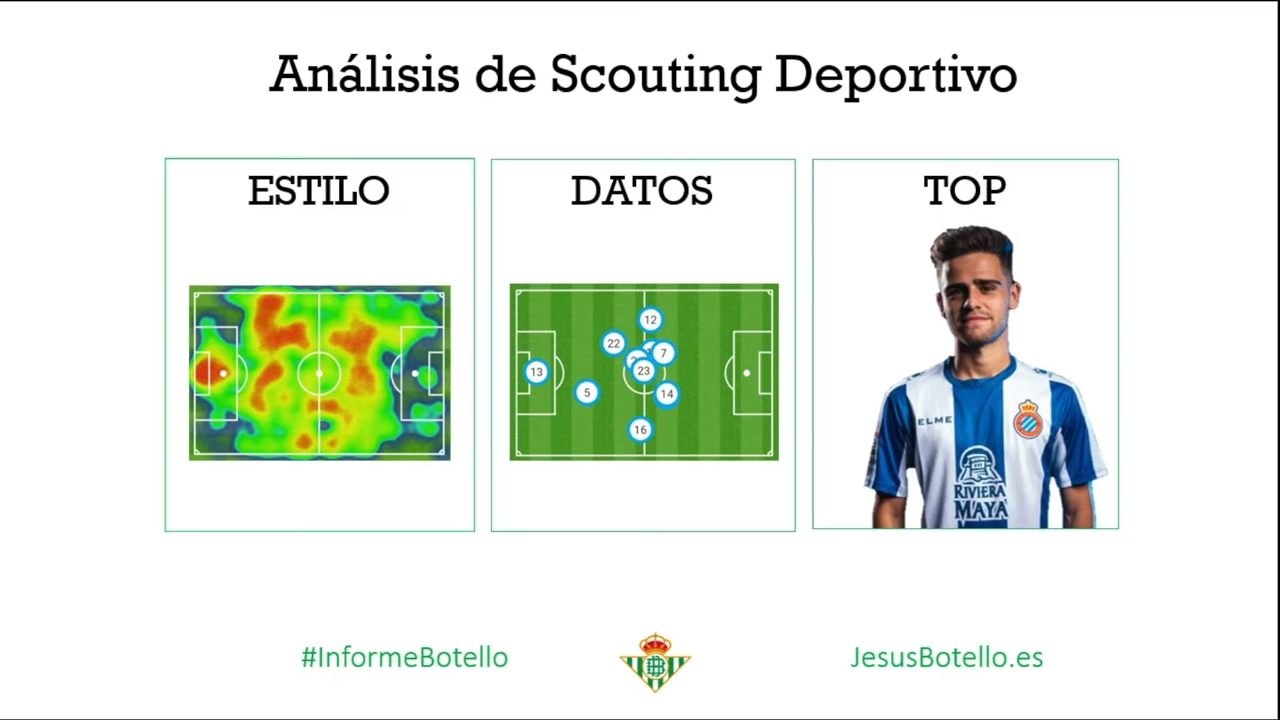 Análisis de Scouting Deportivo
ESTILO
DATOS
TOP
12
22
7
23
13
5
14
16
ELME
RIVIERA
MAYA
#InformeBotello
JesusBotello.es